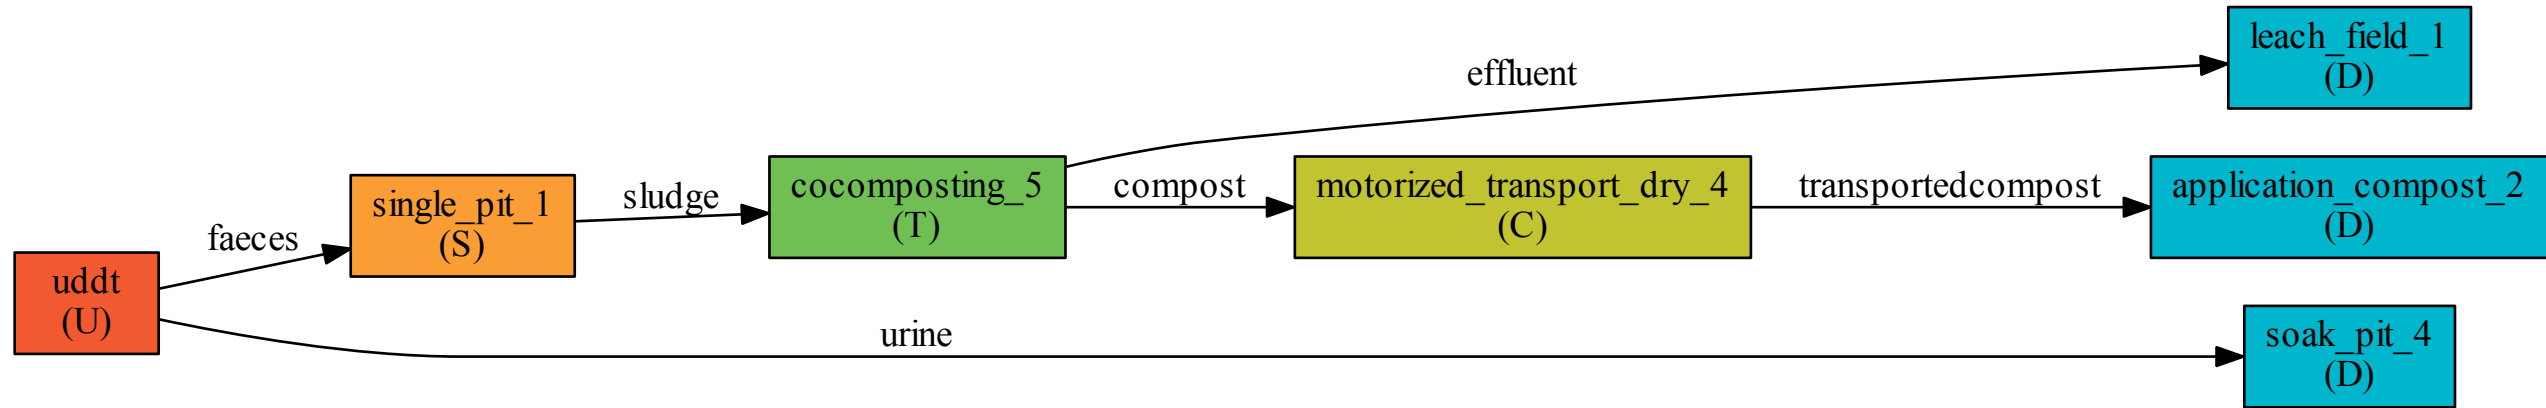 uddt
(U)
faeces
single_pit_1
(S)
sludge
cocomposting_5
(T)
effluent
leach_field_1
(D)
compost
motorized_transport_dry_4
(C)
transportedcompost
application_compost_2
(D)
urine
soak_pit_4
(D)